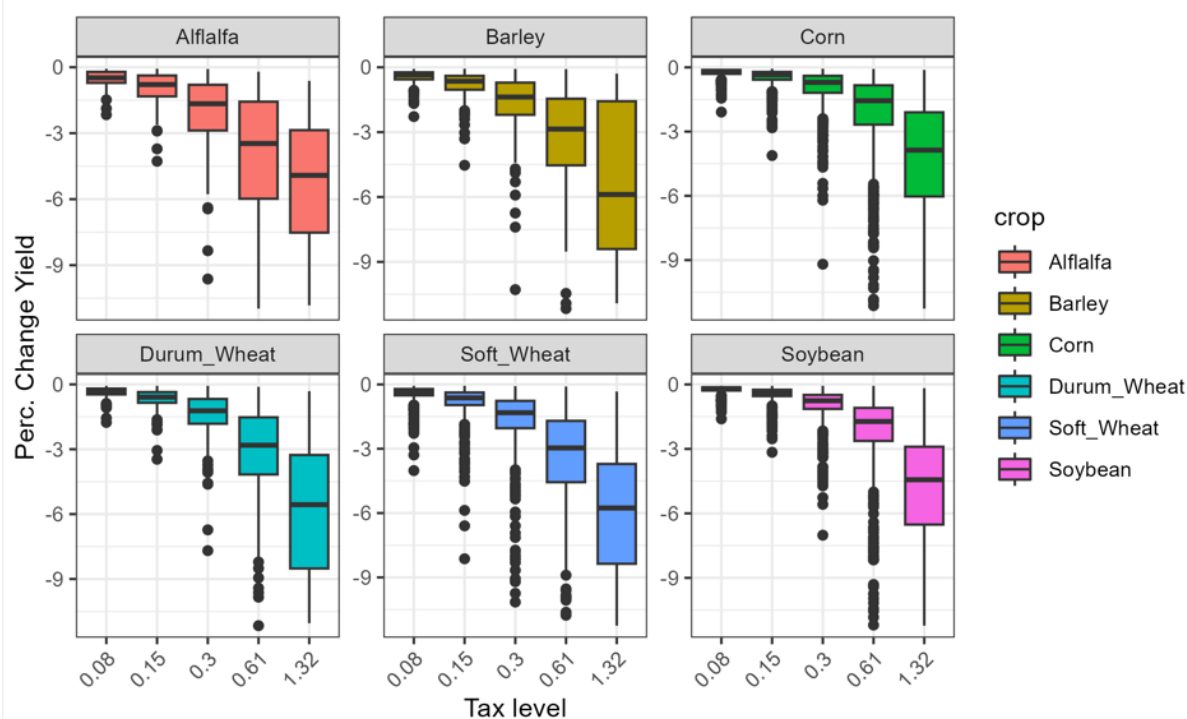 Alflalfa
Barley
Corn
0
-3
-6
-9
0
-3
-6
-9
0
-3
-6
-9
Durum_Wheat
Soft_Wheat
Soybean
0
-3
-6
-9
0
-3
-6
-9
0
-3
-6
-9
0.08 0.15 0.3 0.61 1.32
0.08 0.15 0.3 0.61 1.32
0.08 0.15 0.3 0.61 1.32
Perc. Change Yield
Tax level
crop
Alflalfa
Barley
Corn
Durum_Wheat
Soft_Wheat
Soybean